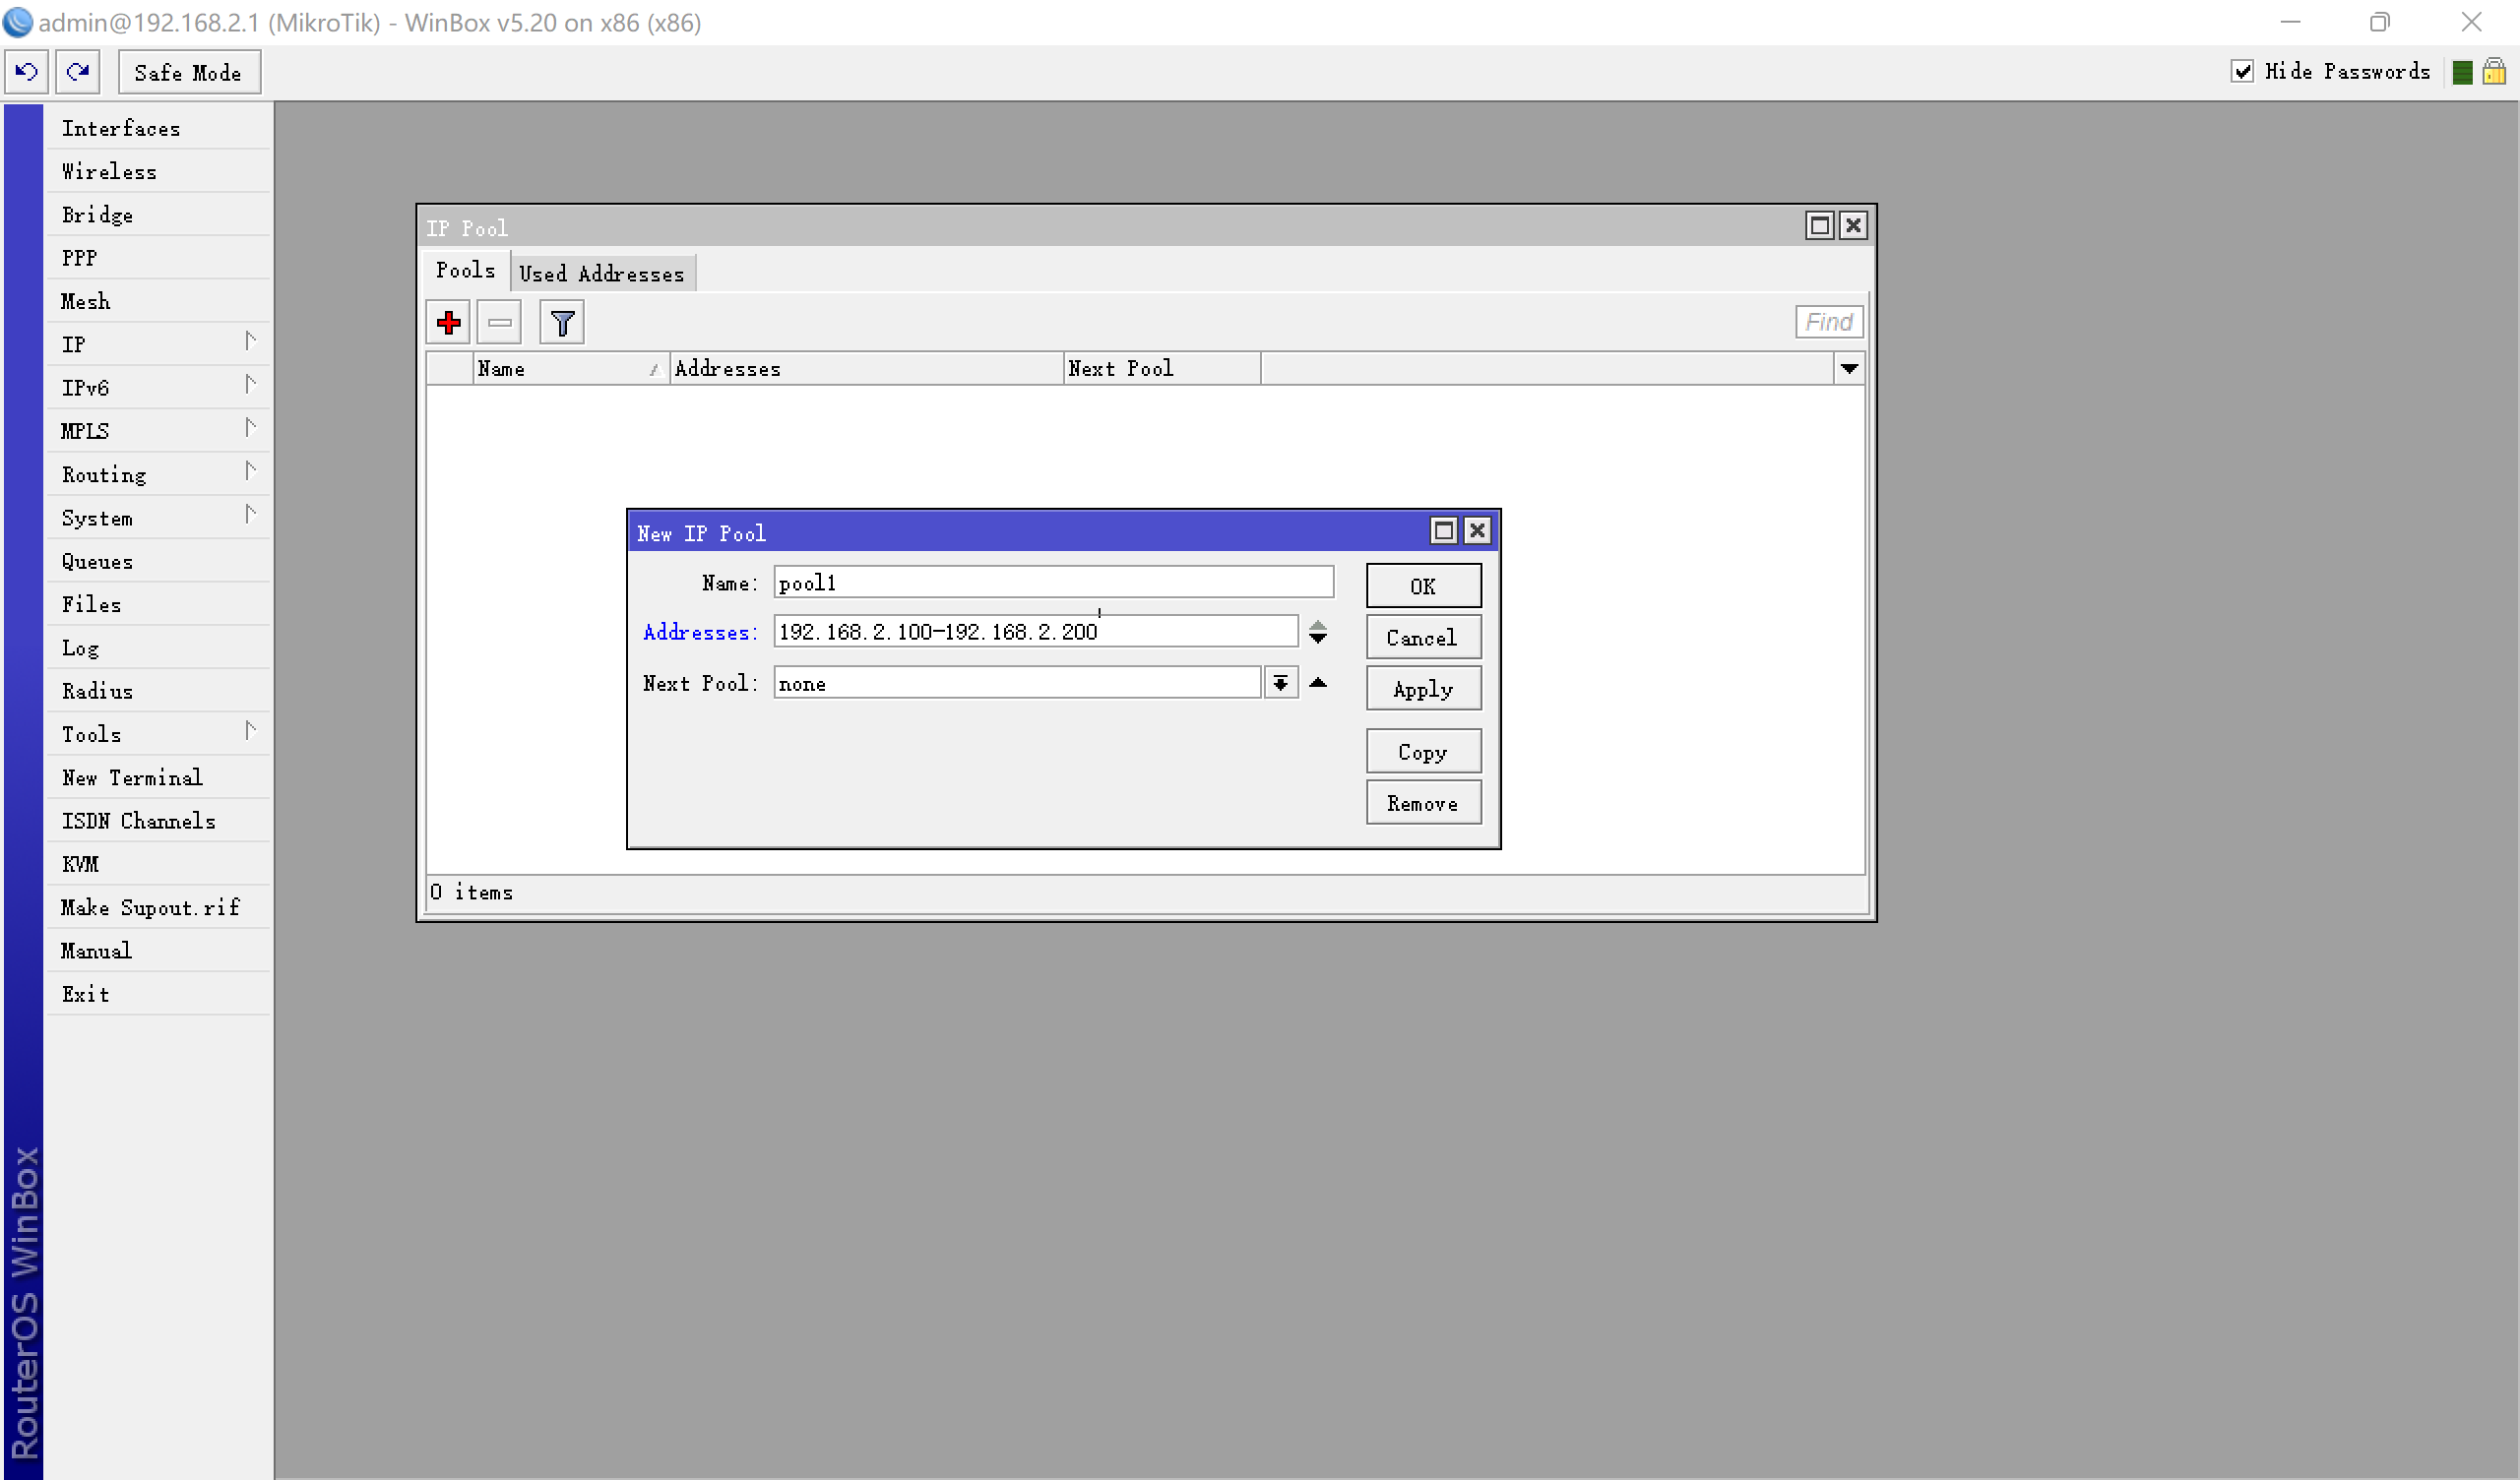 admin@192.168.2.1 (MikroTik) - WinBox v5.20 on x86 (x86)
Safe Mode
Hide Passwords
Interfaces
Wireless
Bridge
PPP
Mesh
IP
IPv6
MPLS
Routing
System
Queues
Files
Log
Radius
Tools
New Terminal
ISDN Channels
KVM
Make Supout.rif
Manual
Exit
RouterOS WinBox
IP Pool
Pools
Used Addresses
Find
Name
Addresses
Next Pool
New IP Pool
Name: pool1
Addresses: 192.168.2.100-192.168.2.200
Next Pool: none
OK
Cancel
Apply
Copy
Remove
0 items